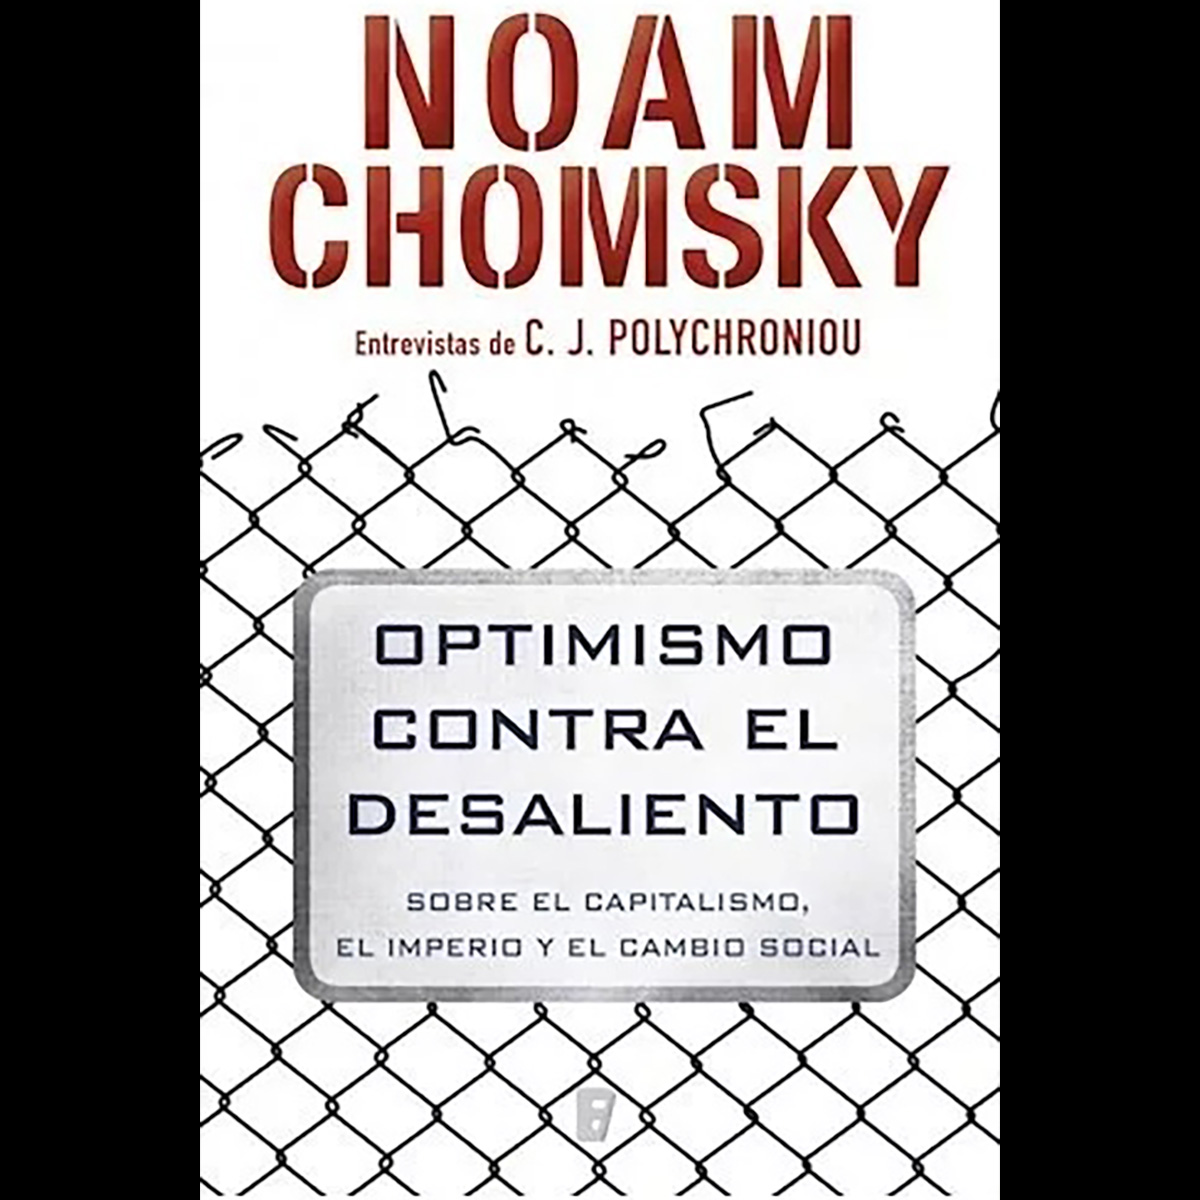 NOAM
CHOMSKY
Entrevistas de C. J. POLYCHRONIOU
OPTIMISMO
CONTRA EL
DESALIENTO
SOBRE EL CAPITALISMO,
EL IMPERIO Y EL CAMBIO SOCIAL
B